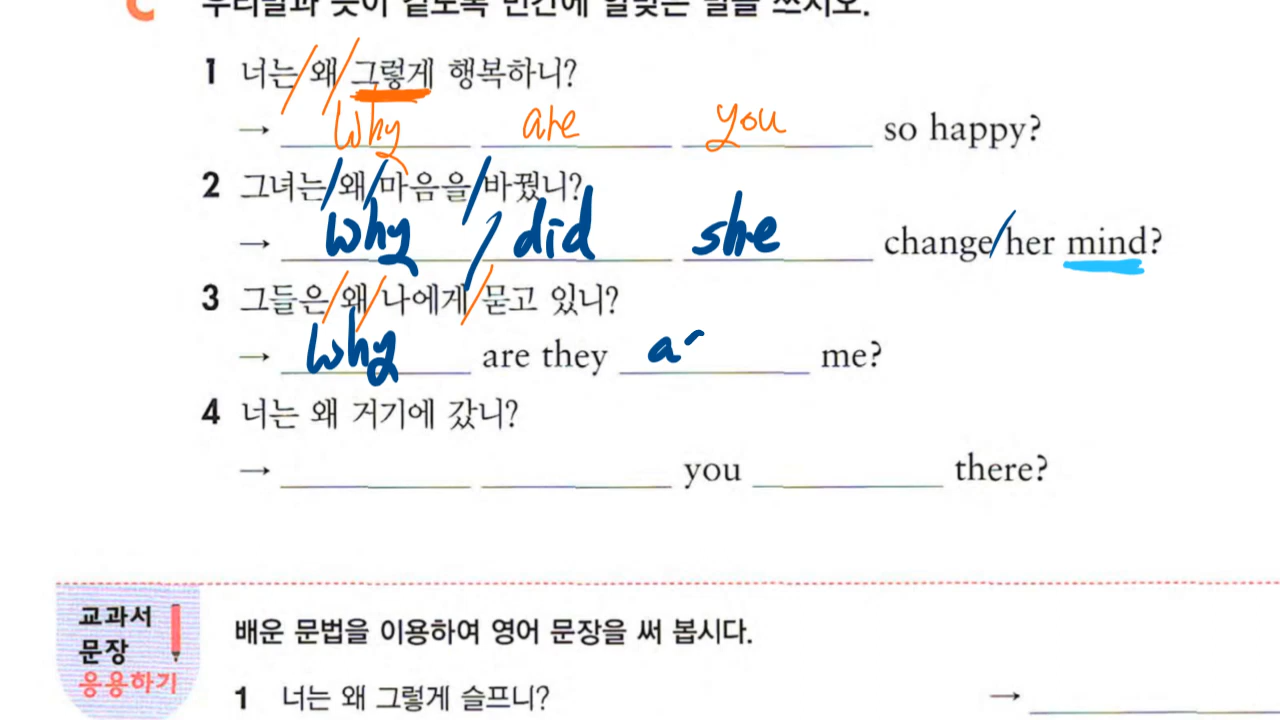 C 우리말과 뜻이 같도록 빈칸에 알맞은 말을 쓰시오.
1 너는 왜 그렇게 행복하니?
→ Why are you so happy?
2 그녀는 왜 마음을 바꿨니?
→ Why did she change her mind?
3 그들은 왜 나에게 묻고 있니?
→ Why are they as me?
4 너는 왜 거기에 갔니?
→ you there?
교과서
문장
응용하기
배운 문법을 이용하여 영어 문장을 써 봅시다.
1 너는 왜 그렇게 슬프니? →